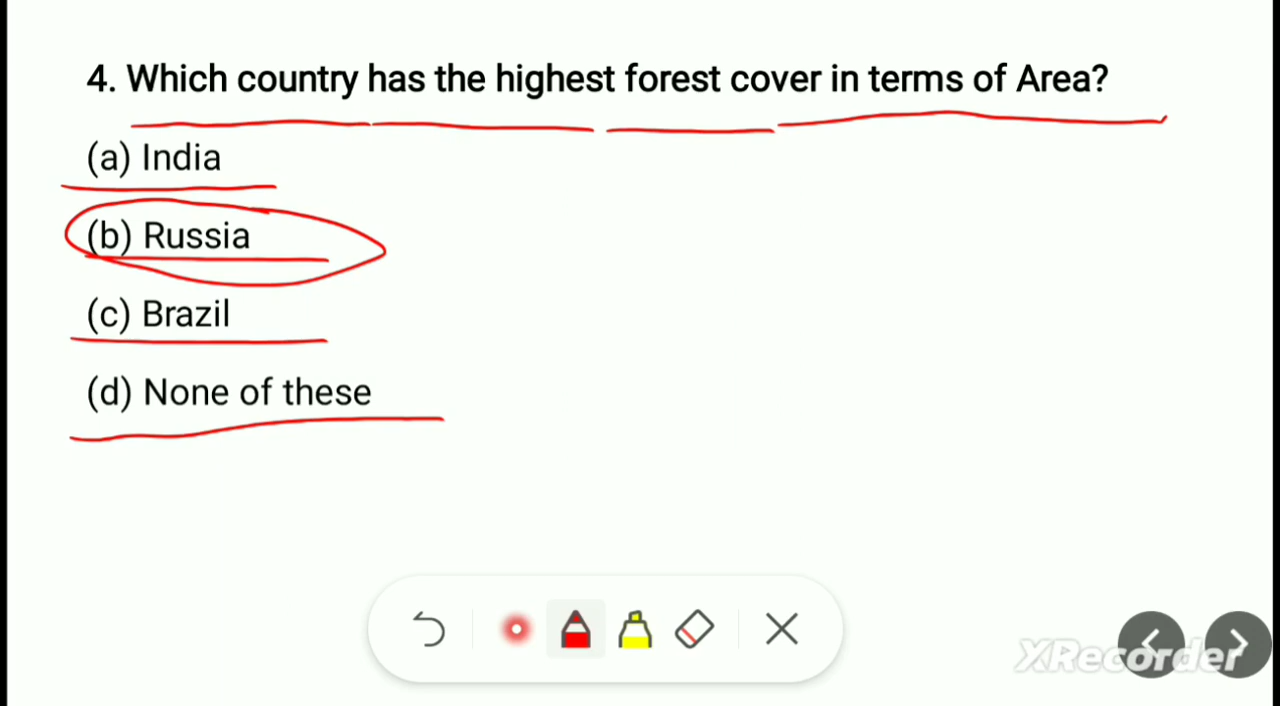 4. Which country has the highest forest cover in terms of Area?
(a) India
(b) Russia
(c) Brazil
(d) None of these
XRecorder